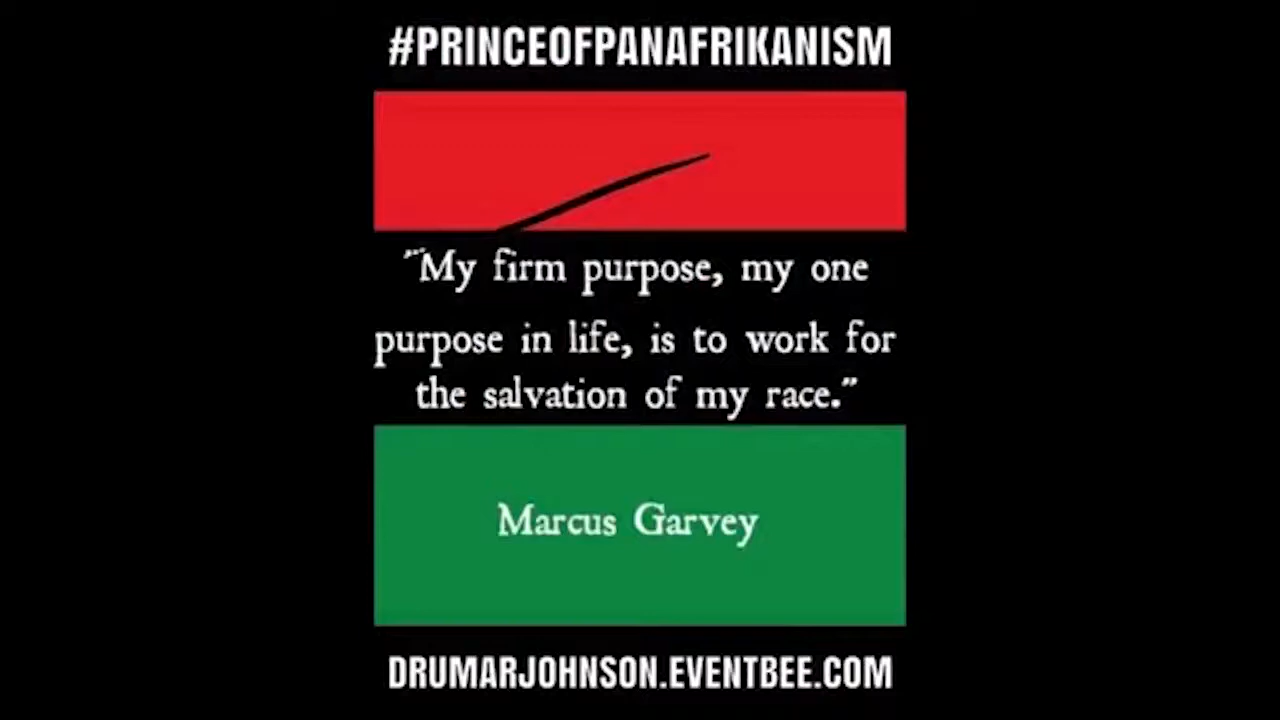 #PRINCEOFPANAFRIKANISM
"My firm purpose, my one
purpose in life, is to work for
the salvation of my race."
Marcus Garvey
DRUMARJOHNSON.EVENTBEE.COM